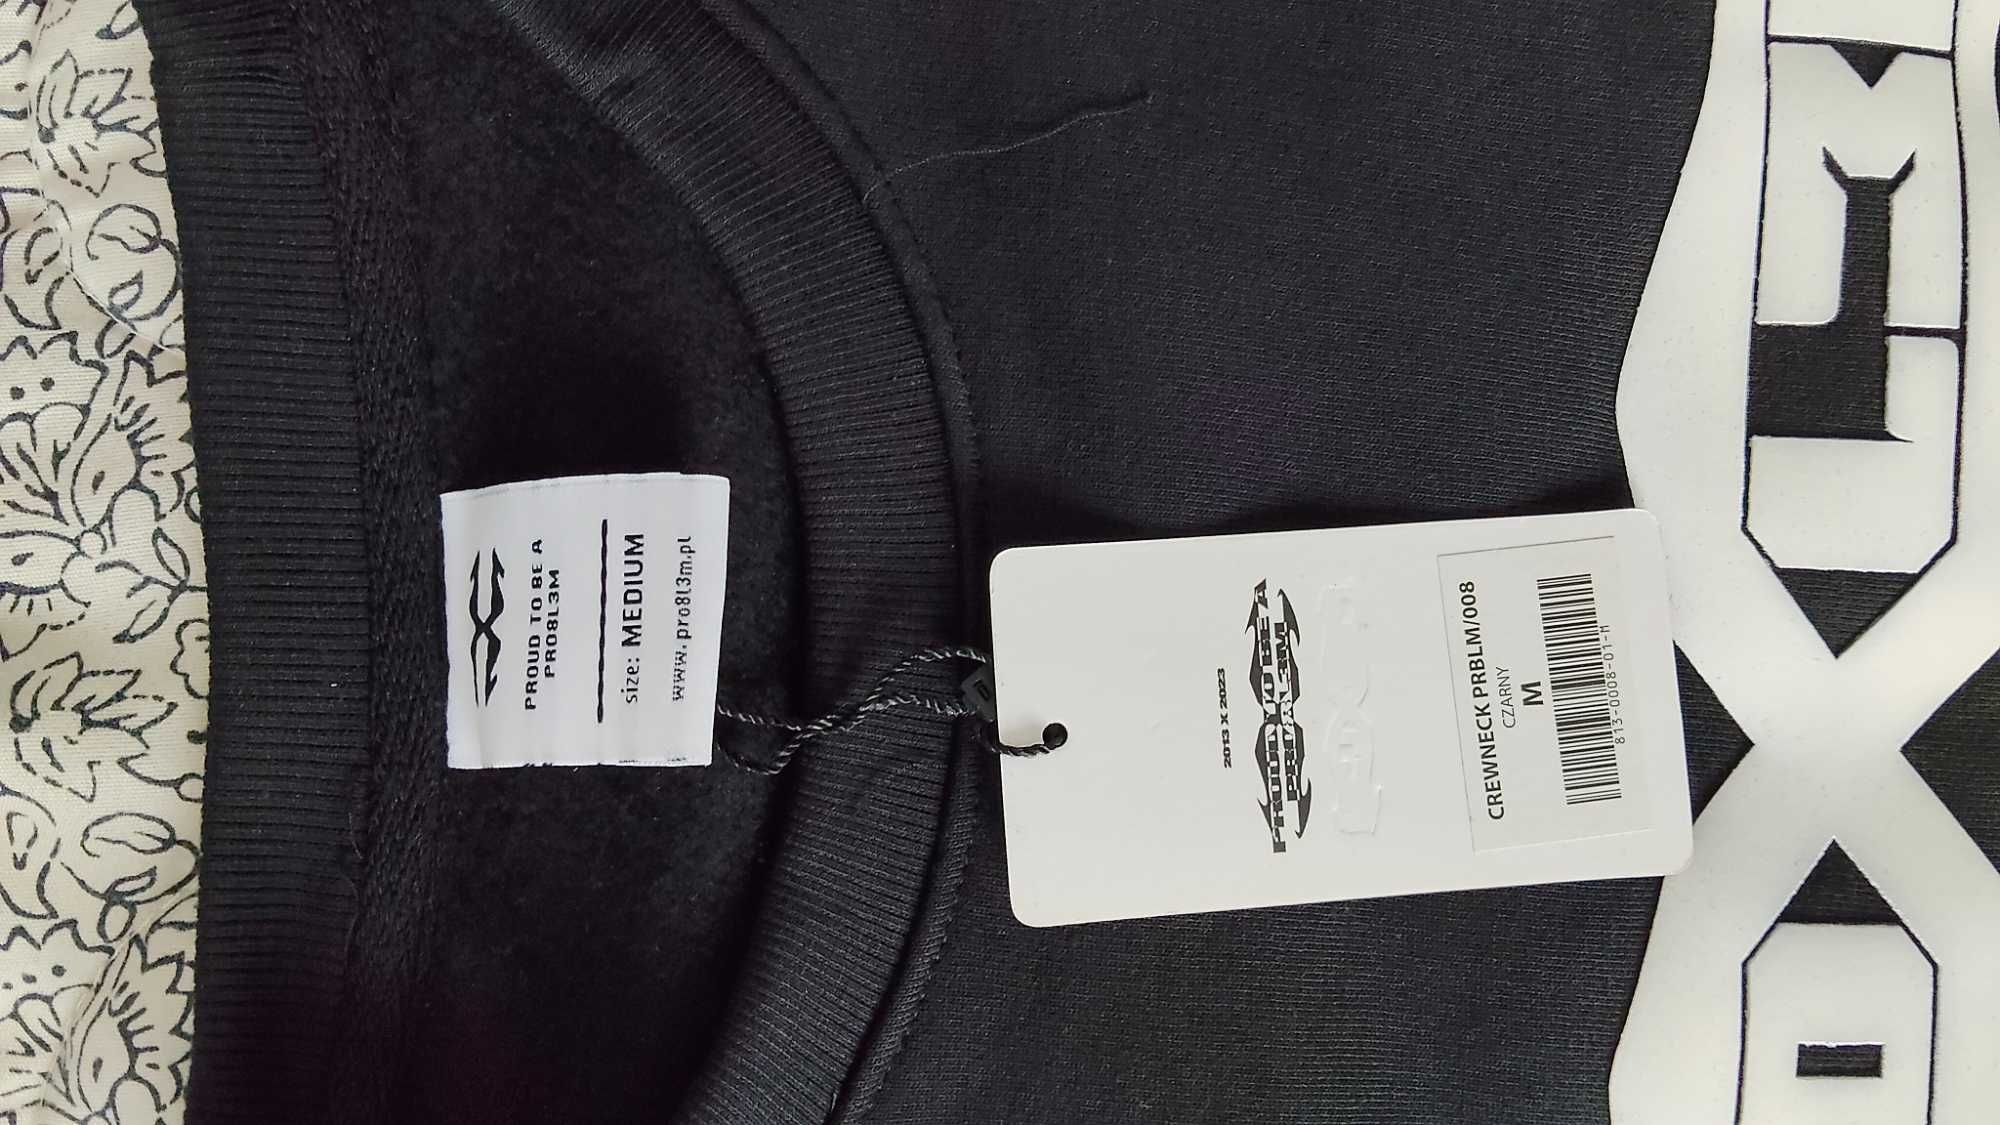 PROUD TO BE A
PRO8L3M
size: MEDIUM
www.pro8l3m.pl
2013 X 2023
PROUD TO BE A
PRO8L3M
CREWNECK PRBLM/008
CZARNY
M
813-0008-01-M